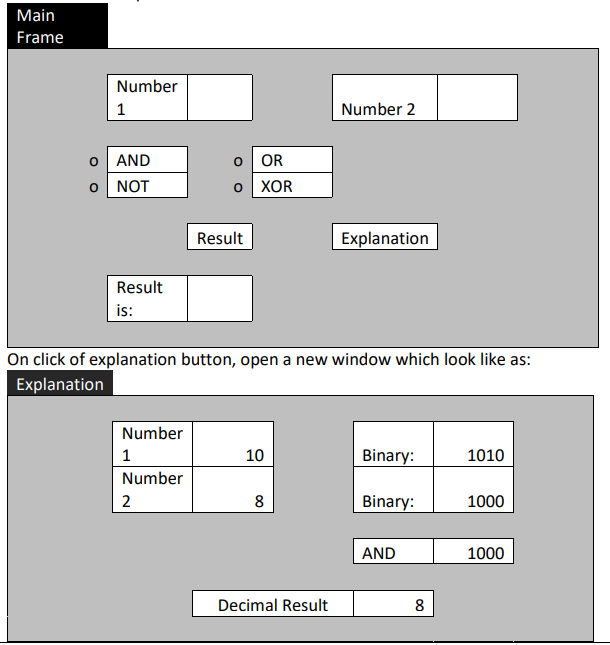 Main
Frame
Number
1
Number 2
o AND o OR
o NOT o XOR
Result Explanation
Result
is:
On click of explanation button, open a new window which look like as:
Explanation
Number
1 10 Binary: 1010
Number
2 8 Binary: 1000
AND 1000
Decimal Result 8